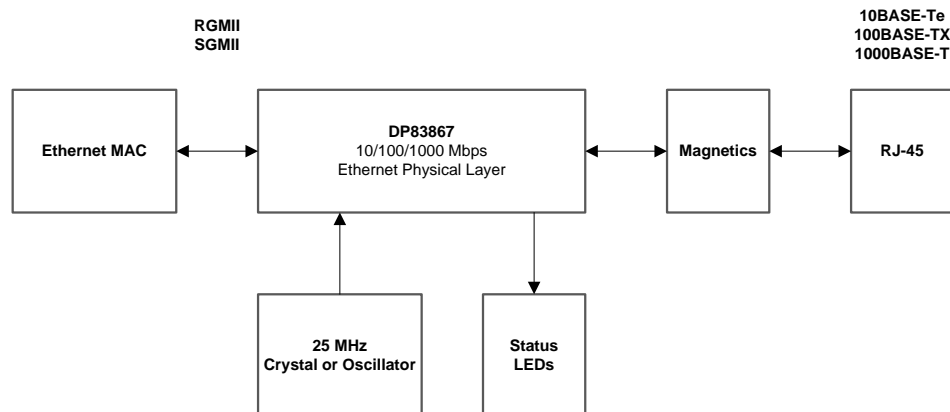 RGMII
SGMII
10BASE-Te
100BASE-TX
1000BASE-T
Ethernet MAC
DP83867
10/100/1000 Mbps
Ethernet Physical Layer
Magnetics
RJ-45
25 MHz
Crystal or Oscillator
Status
LEDs